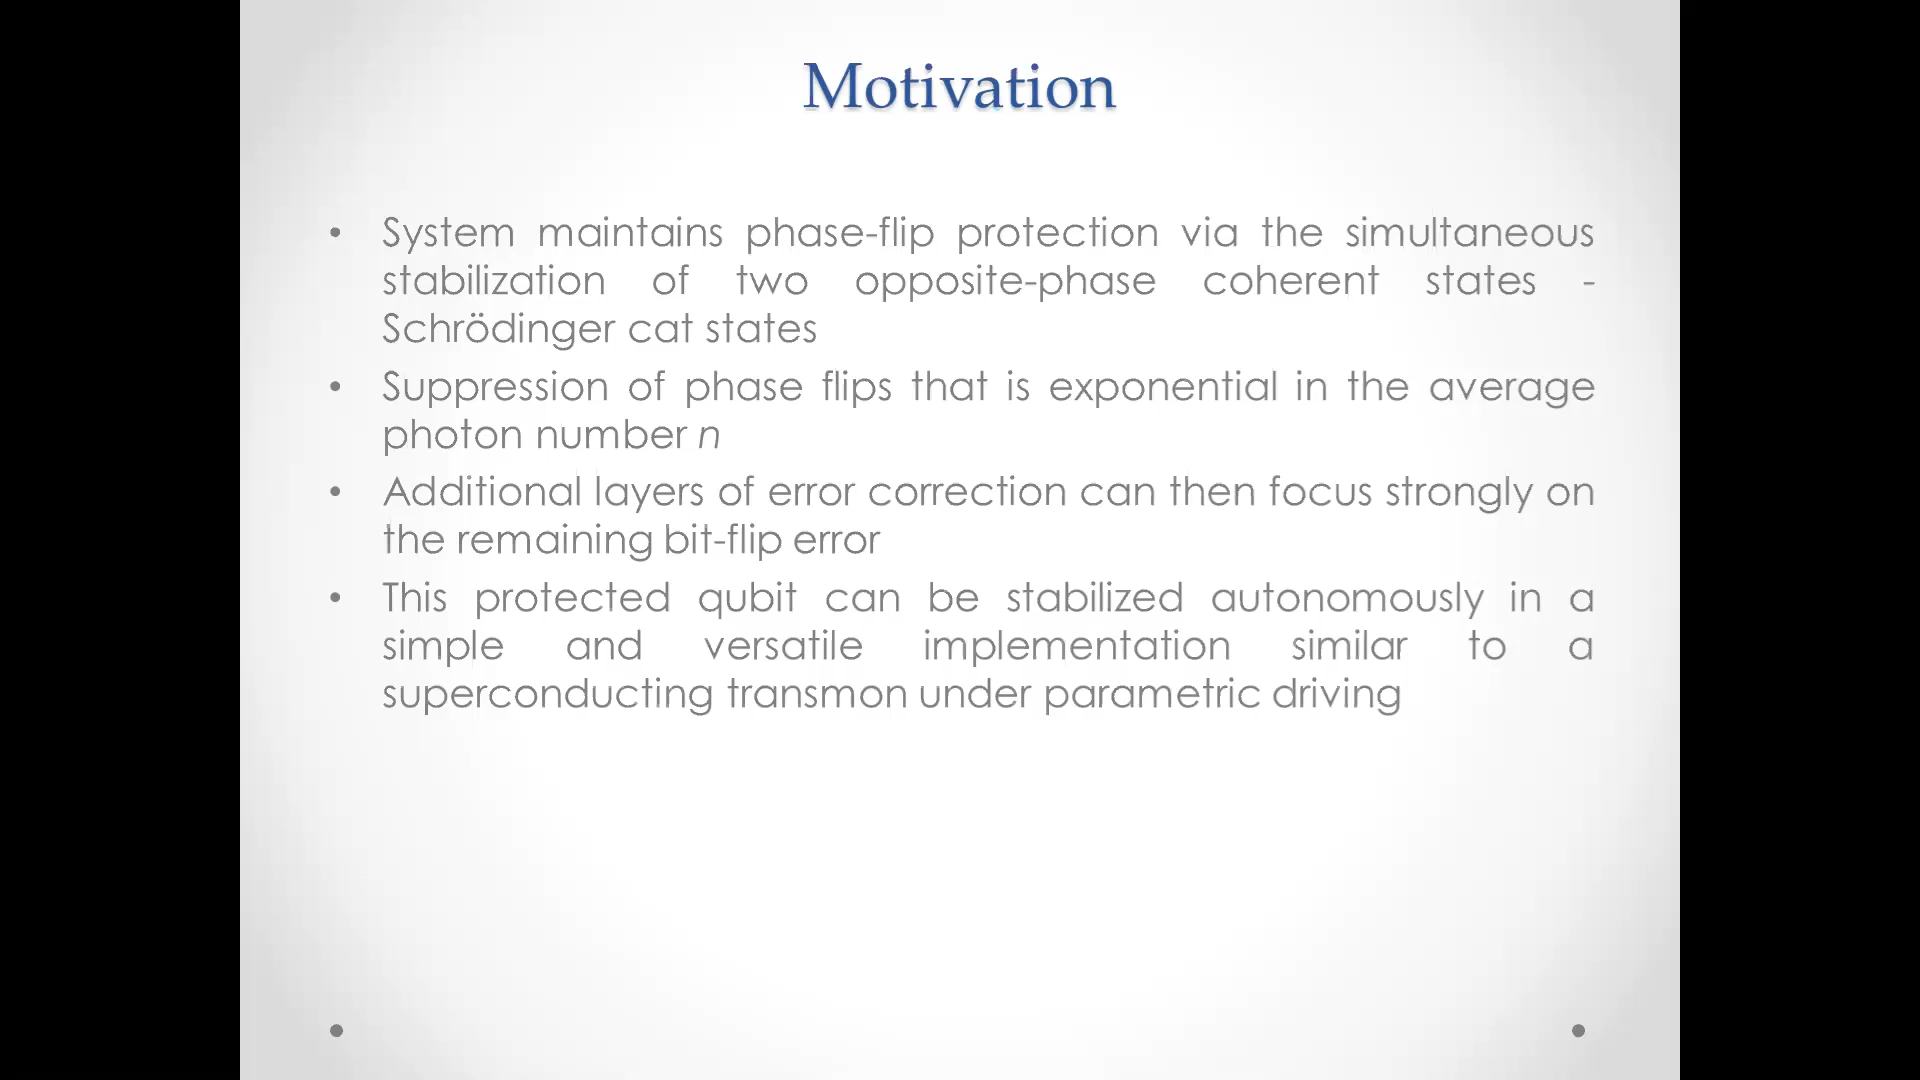 Motivation
• System maintains phase-flip protection via the simultaneous
stabilization of two opposite-phase coherent states -
Schrödinger cat states
• Suppression of phase flips that is exponential in the average
photon number n
• Additional layers of error correction can then focus strongly on
the remaining bit-flip error
• This protected qubit can be stabilized autonomously in a
simple and versatile implementation similar to a
superconducting transmon under parametric driving